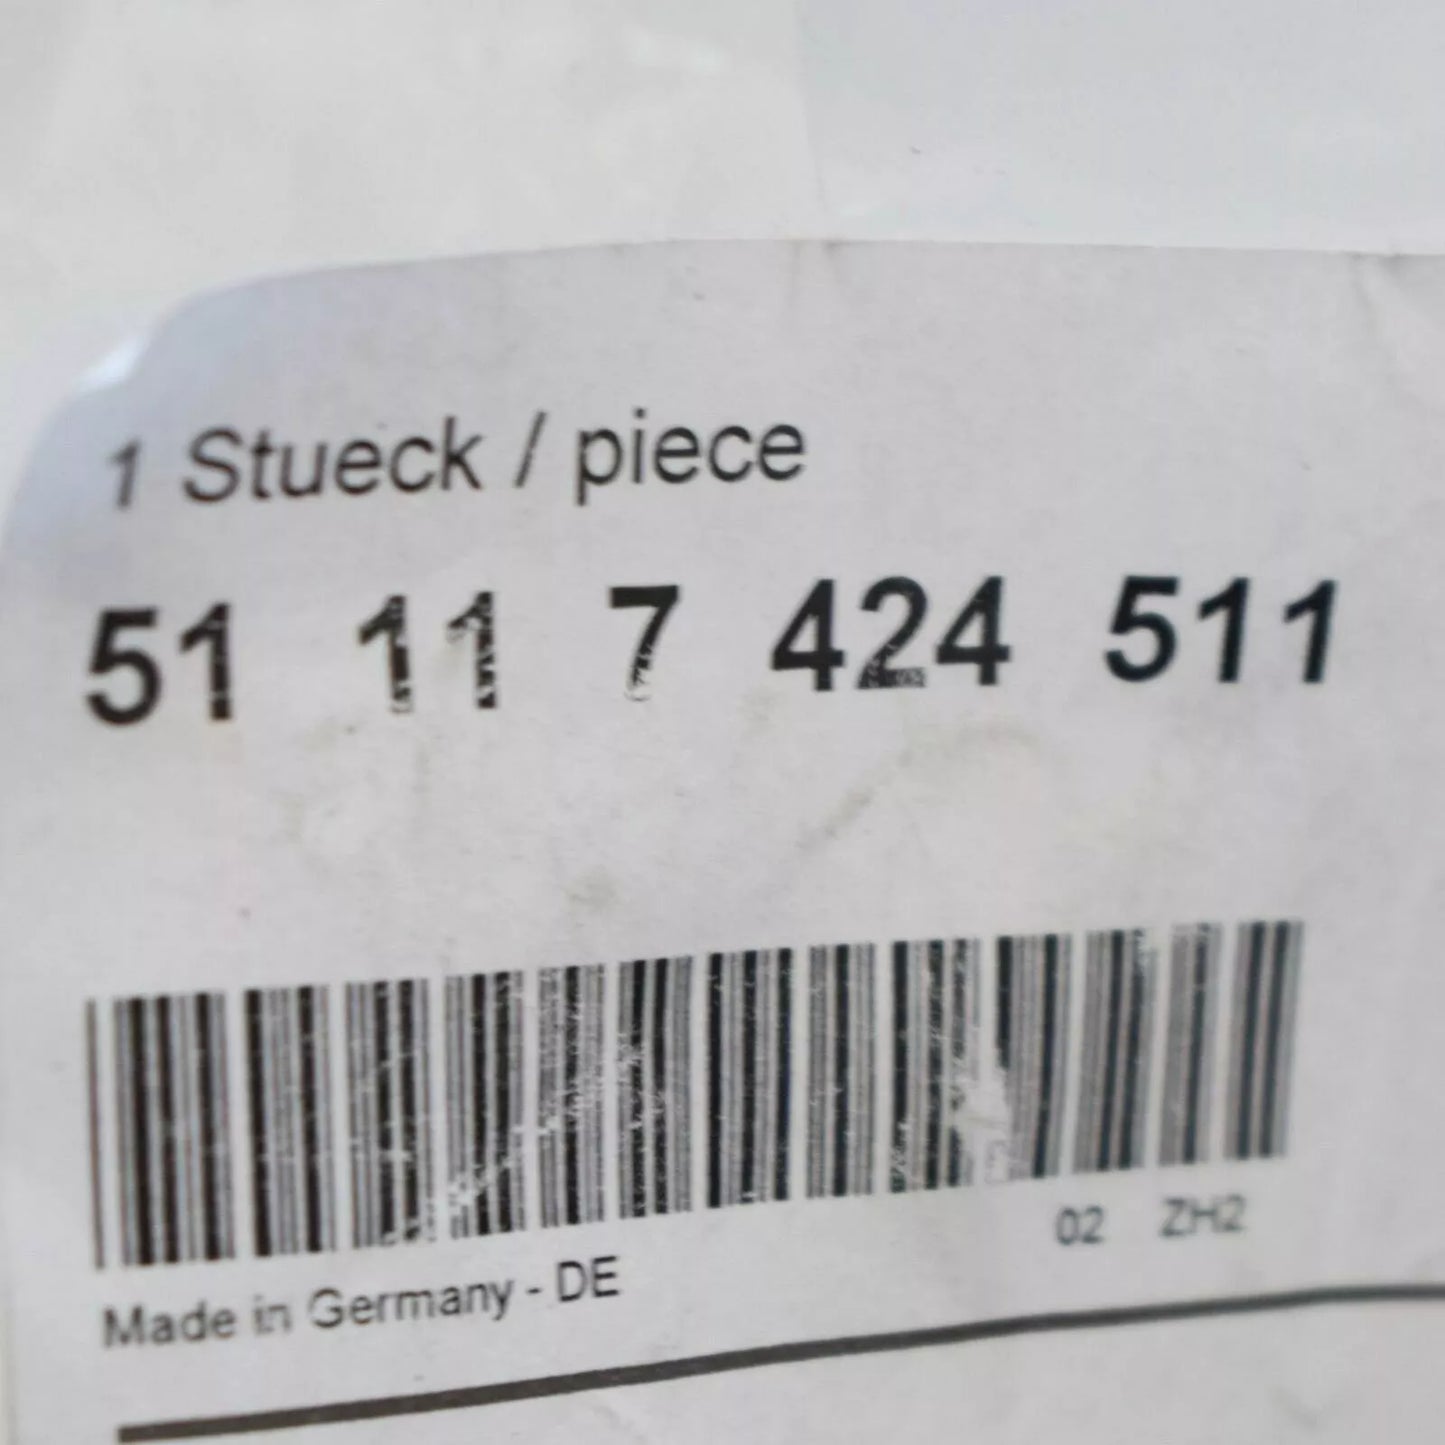 1 Stueck / piece
51 11 7 424 511
02 ZH2
Made in Germany - DE